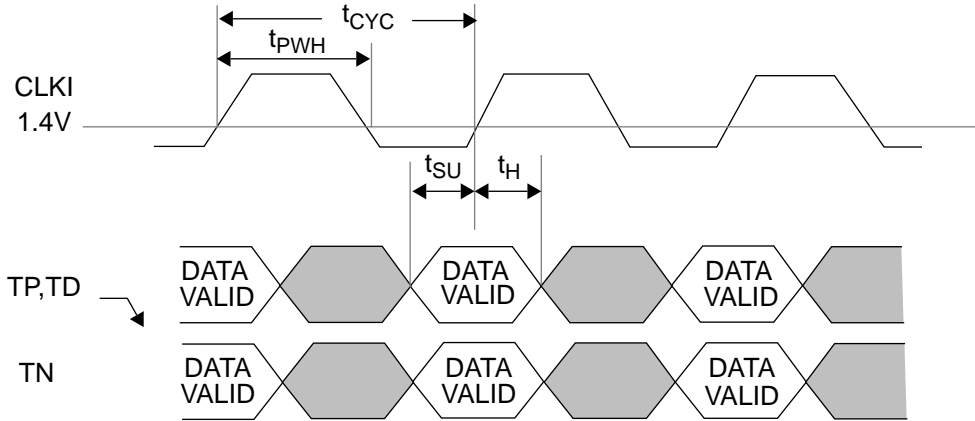 tCYC
tPWH
CLKI
1.4V
tSU
tH
TP,TD
DATA VALID
DATA VALID
DATA VALID
TN
DATA VALID
DATA VALID
DATA VALID